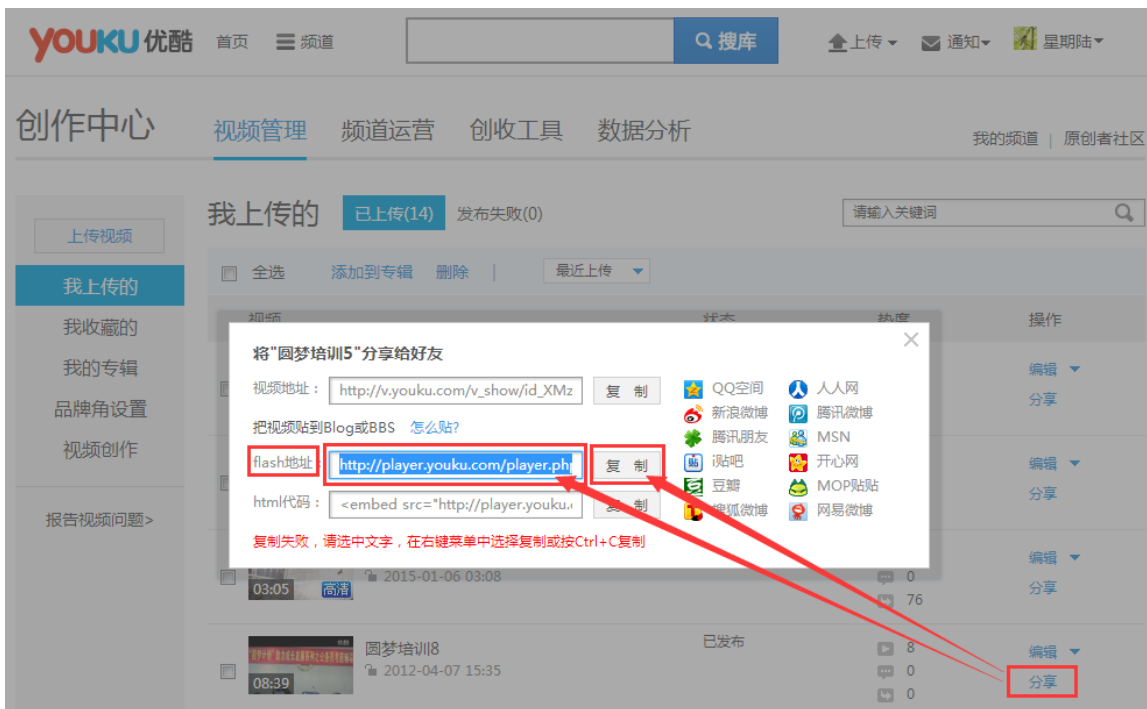 YOUKU 优酷 首页 频道 搜库 上传 通知 星期陆
创作中心 视频管理 频道运营 创收工具 数据分析 我的频道 | 原创者社区
上传视频
我上传的
我收藏的
我的专辑
品牌角设置
视频创作
报告视频问题>
我上传的 已上传(14) 发布失败(0) 请输入关键词
全选 添加到专辑 删除 | 最近上传
视频 状态 热度 操作
将"圆梦培训5"分享给好友
视频地址: http://v.youku.com/v_show/id_XMz 复 制
把视频贴到Blog或BBS 怎么贴?
flash地址: http://player.youku.com/player.ph 复 制
html代码: <embed src="http://player.youku. 复 制
复制失败,请选中文字,在右键菜单中选择复制或按Ctrl+C复制
QQ空间 人人网
新浪微博 腾讯微博
腾讯朋友 MSN
i贴吧 开心网
豆瓣 MOP贴贴
搜狐微博 网易微博
编辑
分享
编辑
分享
03:05 高清 2015-01-06 03:08 0 编辑
76 分享
圆梦培训8 已发布 8 编辑
2012-04-07 15:35 0 分享
08:39 0